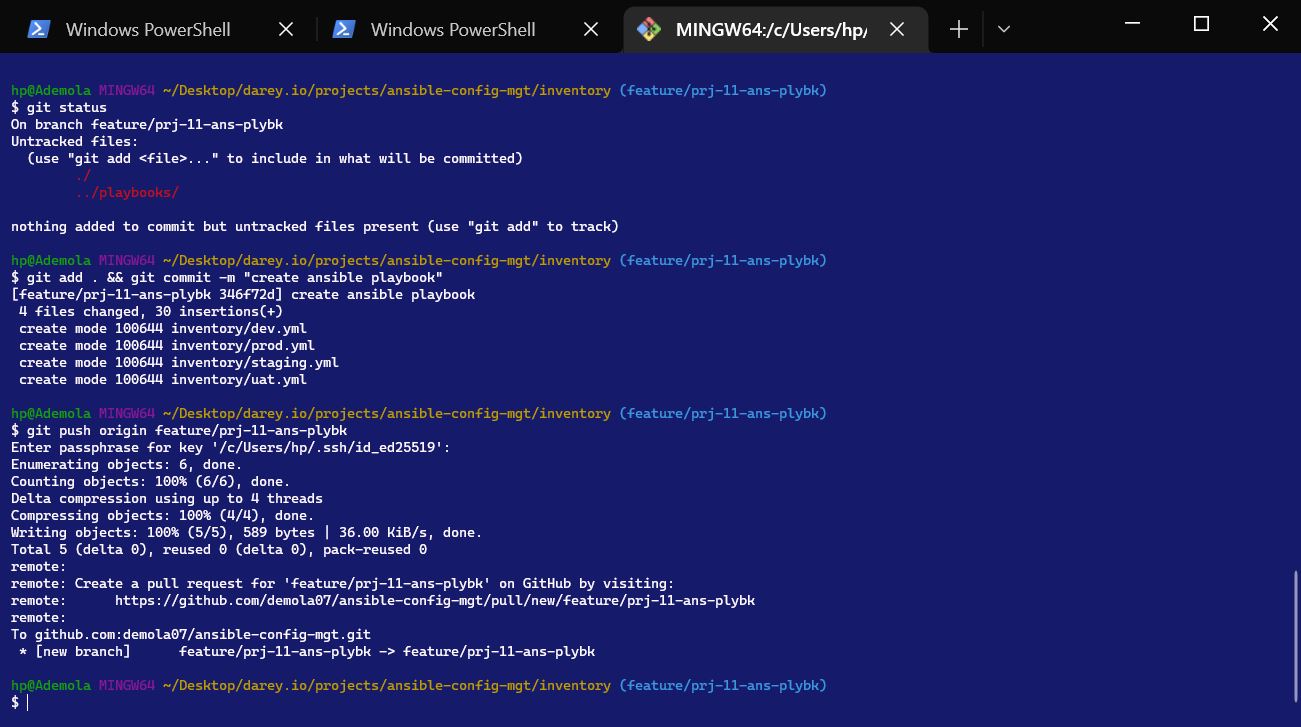 Windows PowerShell
Windows PowerShell
MINGW64:/c/Users/hp/
hp@Ademola MINGW64 ~/Desktop/darey.io/projects/ansible-config-mgt/inventory (feature/prj-11-ans-plybk)
$ git status
On branch feature/prj-11-ans-plybk
Untracked files:
  (use "git add <file>..." to include in what will be committed)
        ./
        ../playbooks/
nothing added to commit but untracked files present (use "git add" to track)
hp@Ademola MINGW64 ~/Desktop/darey.io/projects/ansible-config-mgt/inventory (feature/prj-11-ans-plybk)
$ git add . && git commit -m "create ansible playbook"
[feature/prj-11-ans-plybk 346f72d] create ansible playbook
 4 files changed, 30 insertions(+)
 create mode 100644 inventory/dev.yml
 create mode 100644 inventory/prod.yml
 create mode 100644 inventory/staging.yml
 create mode 100644 inventory/uat.yml
hp@Ademola MINGW64 ~/Desktop/darey.io/projects/ansible-config-mgt/inventory (feature/prj-11-ans-plybk)
$ git push origin feature/prj-11-ans-plybk
Enter passphrase for key '/c/Users/hp/.ssh/id_ed25519':
Enumerating objects: 6, done.
Counting objects: 100% (6/6), done.
Delta compression using up to 4 threads
Compressing objects: 100% (4/4), done.
Writing objects: 100% (5/5), 589 bytes | 36.00 KiB/s, done.
Total 5 (delta 0), reused 0 (delta 0), pack-reused 0
remote:
remote: Create a pull request for 'feature/prj-11-ans-plybk' on GitHub by visiting:
remote:      https://github.com/demola07/ansible-config-mgt/pull/new/feature/prj-11-ans-plybk
remote:
To github.com:demola07/ansible-config-mgt.git
 * [new branch]      feature/prj-11-ans-plybk -> feature/prj-11-ans-plybk
hp@Ademola MINGW64 ~/Desktop/darey.io/projects/ansible-config-mgt/inventory (feature/prj-11-ans-plybk)
$